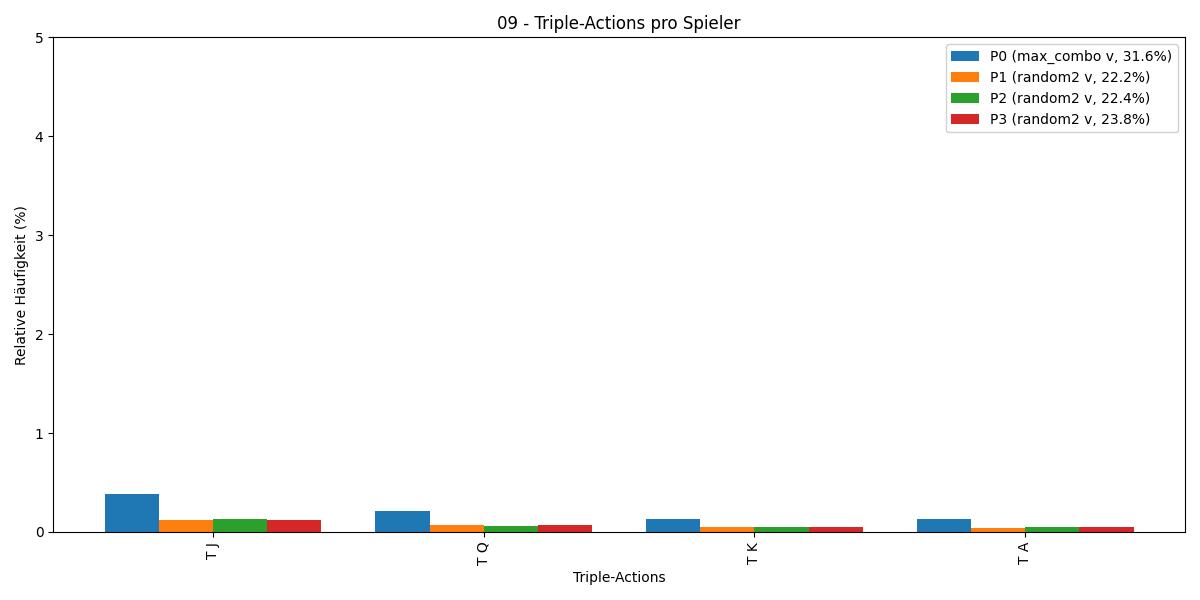 09 - Triple-Actions pro Spieler
Relative Häufigkeit (%)
5
4
3
2
1
0
P0 (max_combo v, 31.6%)
P1 (random2 v, 22.2%)
P2 (random2 v, 22.4%)
P3 (random2 v, 23.8%)
T J
T Q
T K
T A
Triple-Actions